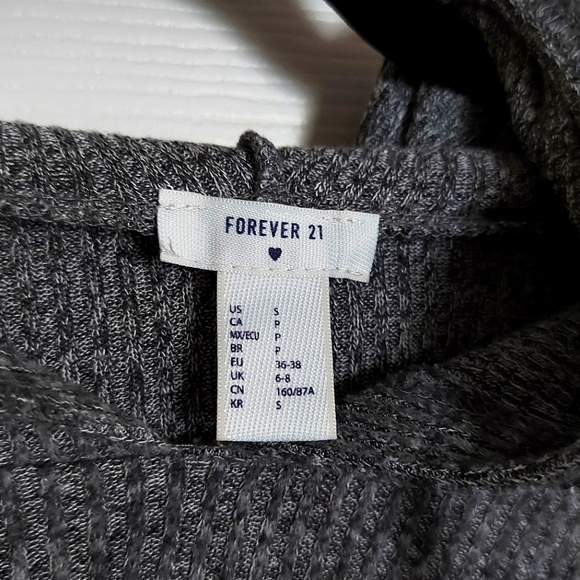 FOREVER 21
US S
CA P
MX/ECU P
BR P
EU 36-38
UK 6-8
CN 160/87A
KR S